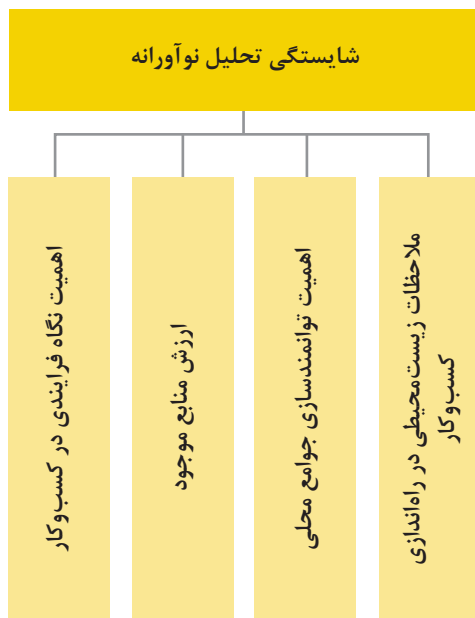 شایستگی تحلیل نوآورانه
ملاحظات زیست‌محیطی در راه‌اندازی
کسب‌وکار
اهمیت توانمندسازی جوامع محلی
ارزش منابع موجود
اهمیت نگاه فرایندی در کسب‌وکار